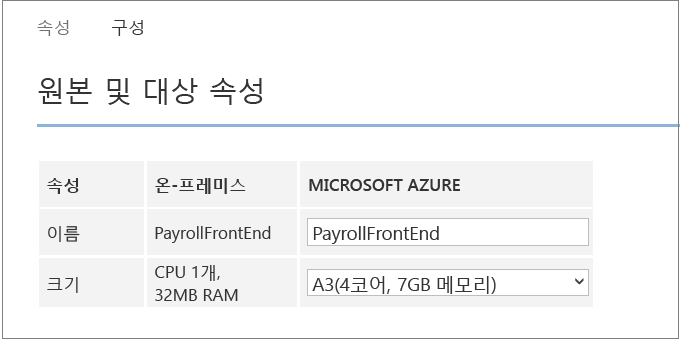 속성 구성
원본 및 대상 속성
속성 온-프레미스 MICROSOFT AZURE
이름 PayrollFrontEnd PayrollFrontEnd
크기 CPU 1개,
32MB RAM A3(4코어, 7GB 메모리)